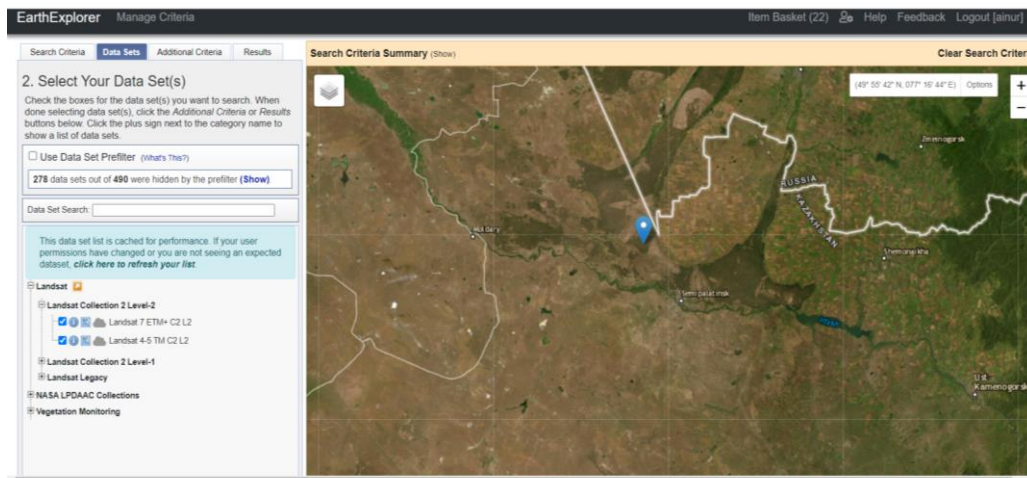 EarthExplorer Manage Criteria Item Basket (22) Help Feedback Logout [ainur]
Search Criteria Data Sets Additional Criteria Results
2. Select Your Data Set(s)
Check the boxes for the data set(s) you want to search. When
done selecting data set(s), click the Additional Criteria or Results
buttons below. Click the plus sign next to the category name to
show a list of data sets.
Use Data Set Prefilter (What's This?)
278 data sets out of 490 were hidden by the prefilter (Show)
Data Set Search:
This data set list is cached for performance. If your user
permissions have changed or you are not seeing an expected
dataset, click here to refresh your list.
Landsat
Landsat Collection 2 Level-2
Landsat 7 ETM+ C2 L2
Landsat 4-5 TM C2 L2
Landsat Collection 2 Level-1
Landsat Legacy
NASA LPDAAC Collections
Vegetation Monitoring
Search Criteria Summary (Show) Clear Search Criter
(49° 55' 42" N, 077° 16' 44" E) Options
+
−
Zmeinogorsk
RUSSIA
KAZAKHSTAN
Shemonaikha
Semipalatinsk
Ust
Kamenogorsk